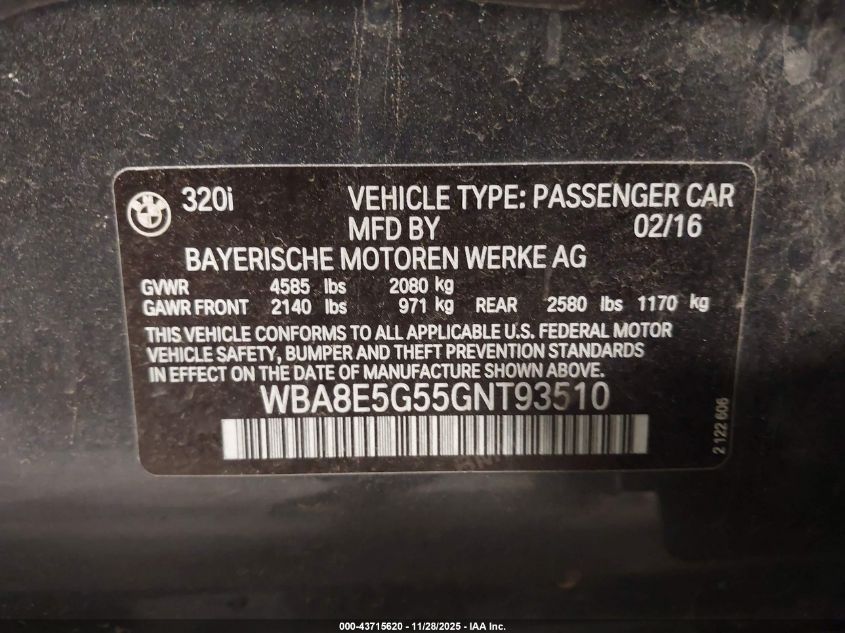 320i VEHICLE TYPE: PASSENGER CAR
MFD BY 02/16
BAYERISCHE MOTOREN WERKE AG
GVWR 4585 lbs 2080 kg
GAWR FRONT 2140 lbs 971 kg REAR 2580 lbs 1170 kg
THIS VEHICLE CONFORMS TO ALL APPLICABLE U.S. FEDERAL MOTOR
VEHICLE SAFETY, BUMPER AND THEFT PREVENTION STANDARDS
IN EFFECT ON THE DATE OF MANUFACTURE SHOWN ABOVE.
WBA8E5G55GNT93510
2 122 606
000-43715620 - 11/28/2025 - IAA Inc.